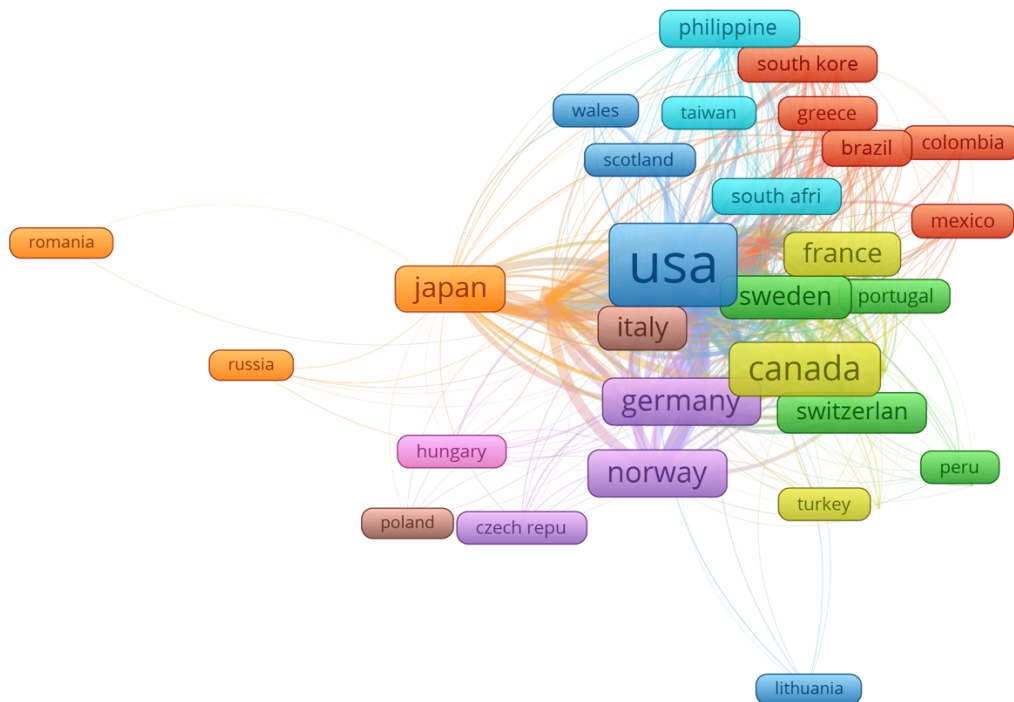 philippine
south kore
wales
taiwan
greece
brazil
colombia
scotland
south afri
mexico
romania
usa
france
japan
sweden
portugal
italy
russia
canada
germany
switzerlan
hungary
norway
peru
turkey
poland
czech repu
lithuania